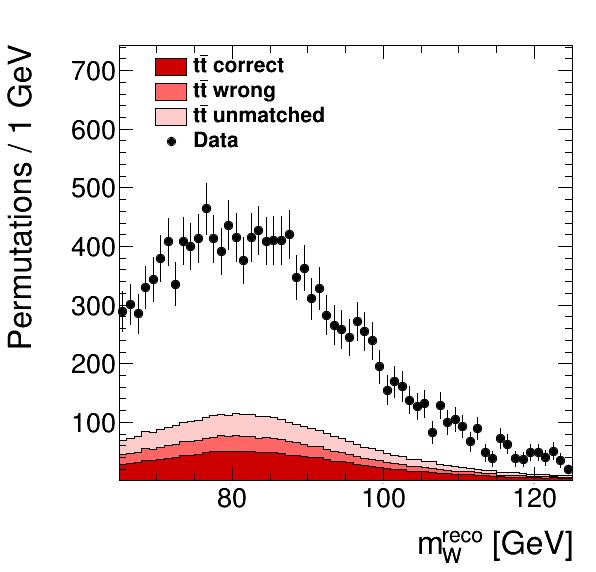 Permutations / 1 GeV
700
600
500
400
300
200
100
tt̄ correct
tt̄ wrong
tt̄ unmatched
Data
80
100
120
m_W^reco [GeV]